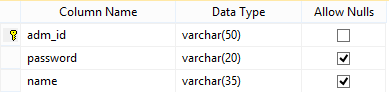 Column Name Data Type Allow Nulls
adm_id varchar(50)
password varchar(20)
name varchar(35)